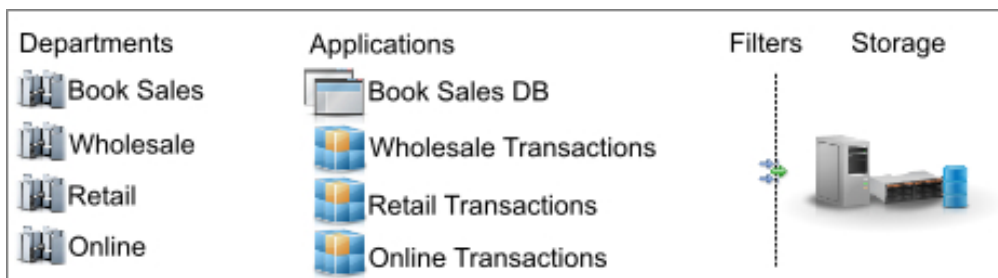 Departments Applications Filters Storage
Book Sales Book Sales DB
Wholesale Wholesale Transactions
Retail Retail Transactions
Online Online Transactions